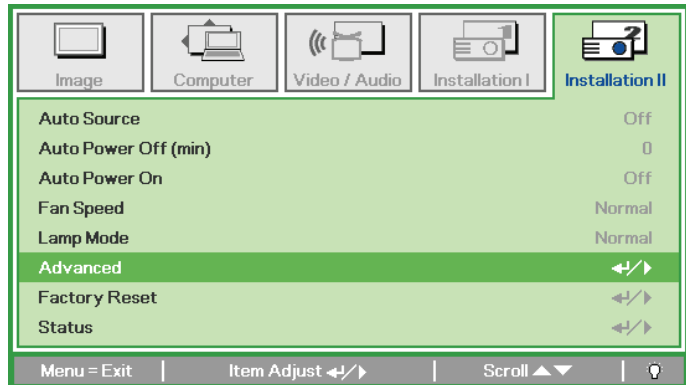 Image Computer Video / Audio Installation I Installation II
Auto Source Off
Auto Power Off (min) 0
Auto Power On Off
Fan Speed Normal
Lamp Mode Normal
Advanced
Factory Reset
Status
Menu = Exit Item Adjust Scroll